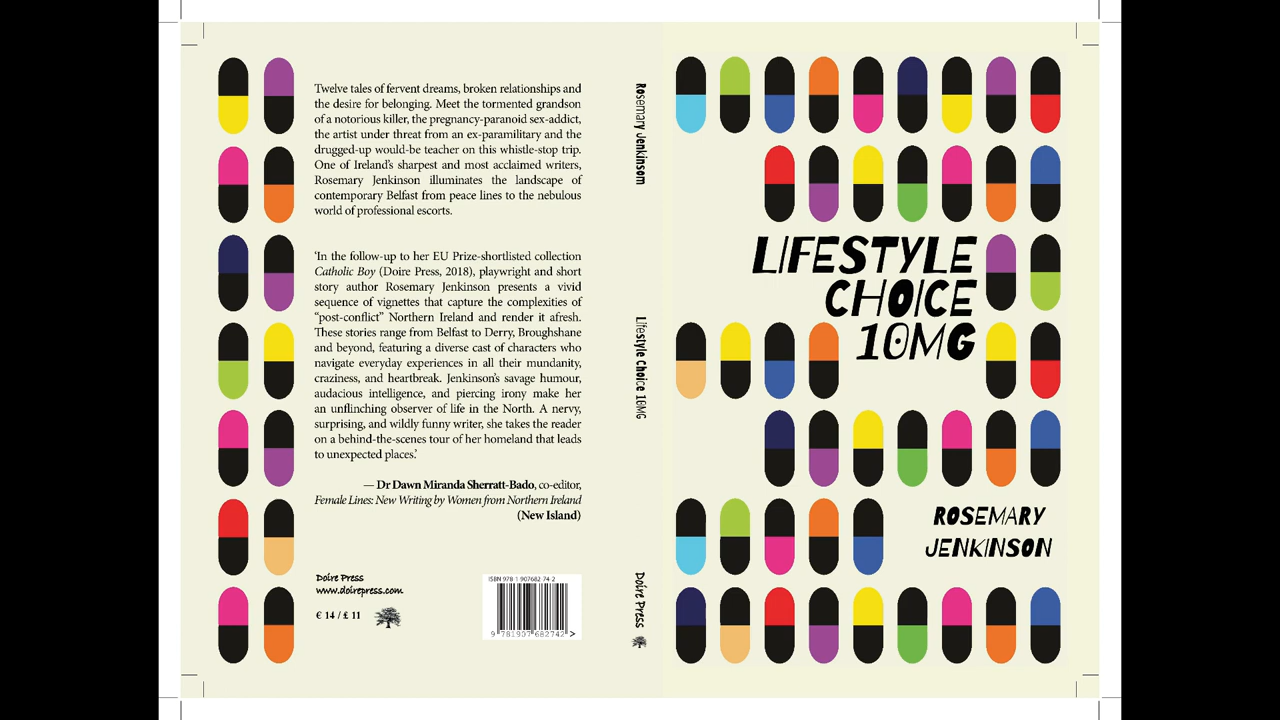 Twelve tales of fervent dreams, broken relationships and
the desire for belonging. Meet the tormented grandson
of a notorious killer, the pregnancy-paranoid sex-addict,
the artist under threat from an ex-paramilitary and the
drugged-up would-be teacher on this whistle-stop trip.
One of Ireland's sharpest and most acclaimed writers,
Rosemary Jenkinson illuminates the landscape of
contemporary Belfast from peace lines to the nebulous
world of professional escorts.
'In the follow-up to her EU Prize-shortlisted collection
Catholic Boy (Doire Press, 2018), playwright and short
story author Rosemary Jenkinson presents a vivid
sequence of vignettes that capture the complexities of
“post-conflict” Northern Ireland and render it afresh.
These stories range from Belfast to Derry, Broughshane
and beyond, featuring a diverse cast of characters who
navigate everyday experiences in all their mundanity,
craziness, and heartbreak. Jenkinson's savage humour,
audacious intelligence, and piercing irony make her
an unflinching observer of life in the North. A nervy,
surprising, and wildly funny writer, she takes the reader
on a behind-the-scenes tour of her homeland that leads
to unexpected places.'
— Dr Dawn Miranda Sherratt-Bado, co-editor,
Female Lines: New Writing by Women from Northern Ireland
(New Island)
Doire Press
www.doirepress.com
€ 14 / £ 11
ISBN 978 1 907682 74 2
9 781907 682742 >
Rosemary Jenkinsom
Lifestyle Choice 10MG
Doire Press
LIFESTYLE
CHOICE
10MG
ROSEMARY
JENKINSON